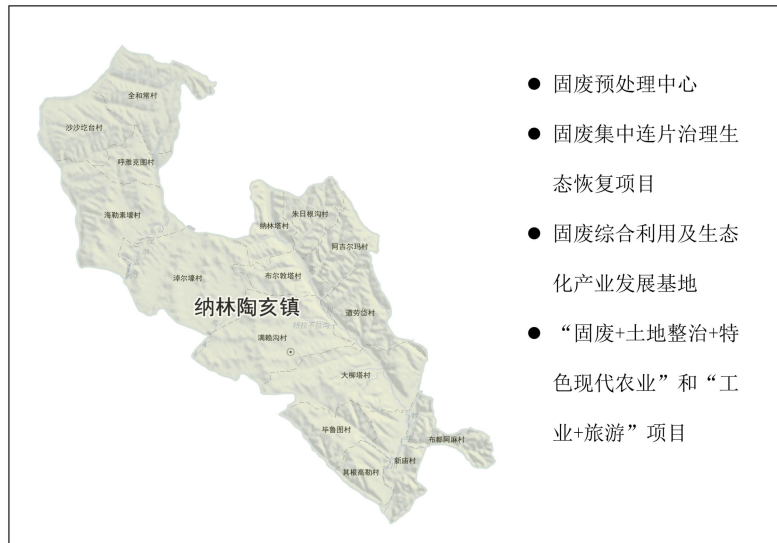 全和常村
沙沙圪台村
呼雅克图村
海勒素壕村
朱日根沟村
纳林塔村
阿吉尔玛村
淖尔壕村
布尔敦塔村
纳林陶亥镇
道劳岱村
满赖沟村
大柳塔村
毕鲁图村
布都阿麻村
新庙村
其根高勒村
● 固废预处理中心
● 固废集中连片治理生
态恢复项目
● 固废综合利用及生态
化产业发展基地
● “固废+土地整治+特
色现代农业”和“工
业+旅游”项目